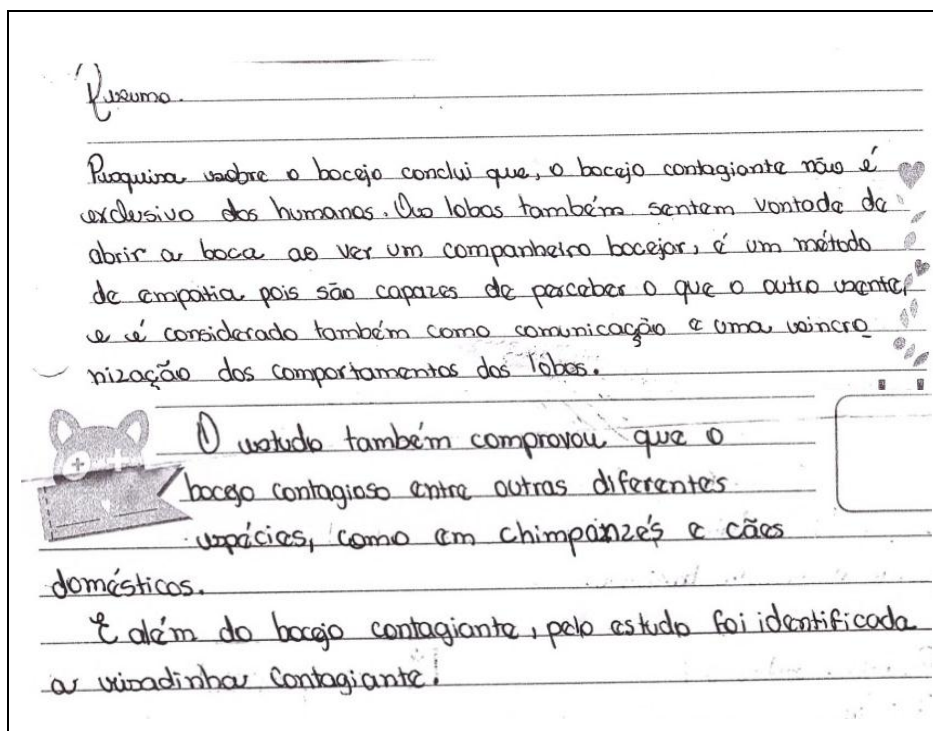 Resumo.
Pesquisa sobre o bocejo conclui que, o bocejo contagiante não é
exclusivo dos humanos. Os lobos também sentem vontade de
abrir a boca ao ver um companheiro bocejar, é um método
de empatia pois são capazes de perceber o que o outro sente,
e é considerado também como comunicação e uma sincro
nização dos comportamentos dos lobos.
O estudo também comprovou que o
bocejo contagioso entre outras diferentes
espécies, como em chimpanzés e cães
domésticos.
E além do bocejo contagiante, pelo estudo foi identificada
a risadinha contagiante.